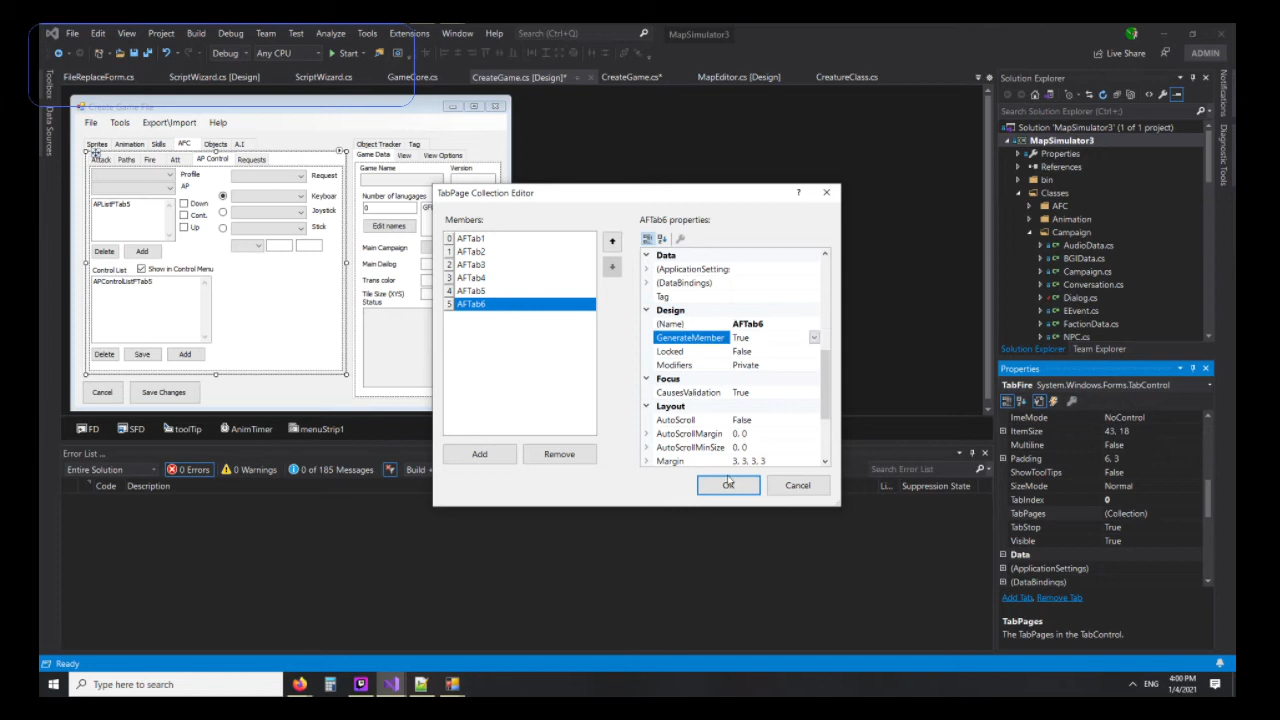 File Edit View Project Build Debug Team Test Analyze Tools Extensions Window Help Search (Ctrl+Q) MapSimulator3
Debug Any CPU Start Live Share ADMIN
FileReplaceForm.cs ScriptWizard.cs [Design] ScriptWizard.cs GameCore.cs CreateGame.cs [Design]* CreateGame.cs* MapEditor.cs [Design] CreatureClass.cs
Toolbox
Data Sources
Create Game File
File Tools Export\Import Help
Sprites Animation Skills AFC Objects A.I
Attack Paths Fire Att AP Control Requests
Profile Request
AP
Keyboar
APListFTab5 Down
Cont. Joystick
Up Stick
Delete Add
Control List Show in Control Menu
APControlListFTab5
Delete Save Add
Cancel Save Changes
Object Tracker Tag
Game Data View View Options
Game Name Version
Number of lanugages
0
Edit names
Main Campaign
Main Dailog
Trans color
Tile Size (XYS)
Status
FD SFD toolTip AnimTimer menuStrip1
TabPage Collection Editor ?
Members: AFTab6 properties:
0 AFTab1
1 AFTab2
2 AFTab3
3 AFTab4
4 AFTab5
5 AFTab6
Add Remove
Data
(ApplicationSetting:
(DataBindings)
Tag
Design
(Name) AFTab6
GenerateMember True
Locked False
Modifiers Private
Focus
CausesValidation True
Layout
AutoScroll False
AutoScrollMargin 0, 0
AutoScrollMinSize 0, 0
Margin 3, 3, 3, 3
OK Cancel
Error List ...
Entire Solution 0 Errors 0 Warnings 0 of 185 Messages Build + Search Error List
Code Description Li... Suppression State
Solution Explorer
Search Solution Explorer
Solution 'MapSimulator3' (1 of 1 project)
MapSimulator3
Properties
References
bin
Classes
AFC
Animation
Campaign
AudioData.cs
BGIData.cs
Campaign.cs
Conversation.cs
Dialog.cs
EEvent.cs
FactionData.cs
NPC.cs
Solution Explorer Team Explorer
Properties
TabFire System.Windows.Forms.TabControl
ImeMode NoControl
ItemSize 43, 18
Multiline False
Padding 6, 3
ShowToolTips False
SizeMode Normal
TabIndex 0
TabPages (Collection)
TabStop True
Visible True
Data
(ApplicationSettings)
(DataBindings)
Add Tab, Remove Tab
TabPages
The TabPages in the TabControl.
Notifications
Diagnostic Tools
Ready
Type here to search
ENG
4:00 PM
1/4/2021